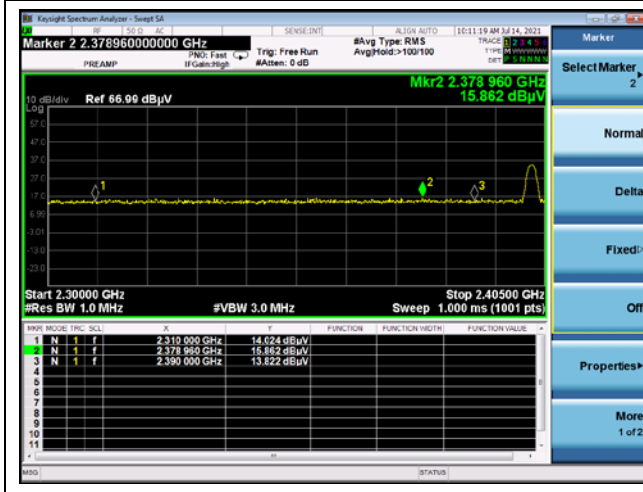 Keysight Spectrum Analyzer - Swept SA
RF 50 Ω AC SENSE:INT ALIGN AUTO 10:11:19 AM Jul 14, 2021
Marker 2 2.378960000000 GHz
PREAMP
PNO: Fast
IFGain:High
Trig: Free Run
#Atten: 0 dB
#Avg Type: RMS
Avg|Hold:>100/100
TRACE 1 2 3 4 5
TYPE M
DET P S N N N N
Mkr2 2.378 960 GHz
15.862 dBµV
10 dB/div Ref 66.99 dBµV
Log
57.0
47.0
37.0
27.0
17.0
6.99
-3.01
-13.0
-23.0
1
2
3
Start 2.30000 GHz Stop 2.40500 GHz
#Res BW 1.0 MHz #VBW 3.0 MHz Sweep 1.000 ms (1001 pts)
MKR MODE TRC SCL X Y FUNCTION FUNCTION WIDTH FUNCTION VALUE
1 N 1 f 2.310 000 GHz 14.024 dBµV
2 N 1 f 2.378 960 GHz 15.862 dBµV
3 N 1 f 2.390 000 GHz 13.822 dBµV
4
5
6
7
8
9
10
11
MSG STATUS
Marker
Select Marker
2
Normal
Delta
Fixed
Off
Properties
More
1 of 2